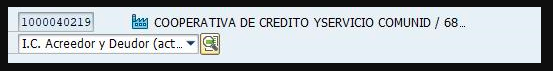 1000040219 COOPERATIVA DE CREDITO YSERVICIO COMUNID / 68...
I.C. Acreedor y Deudor (act...